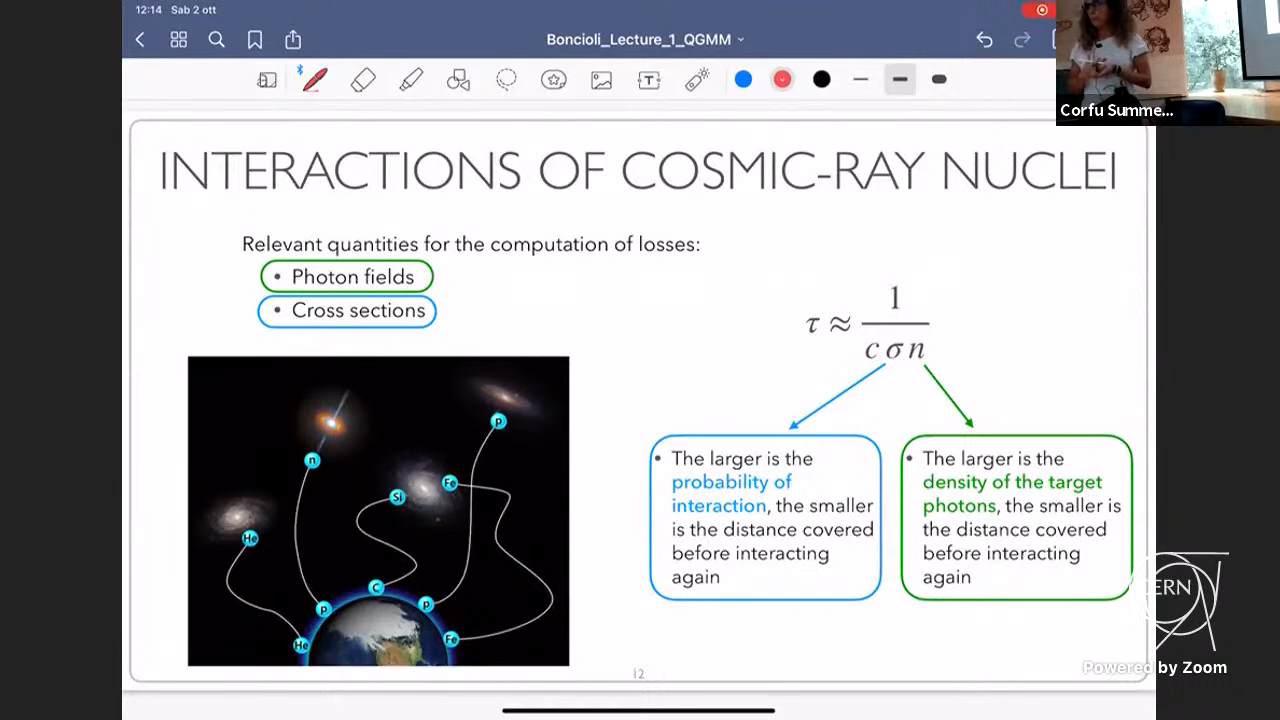 12:14 Sab 2 ott
Boncioli_Lecture_1_QGMM
T
Corfu Summe...
INTERACTIONS OF COSMIC-RAY NUCLEI
Relevant quantities for the computation of losses:
• Photon fields
• Cross sections
τ ≈ 1 / c σ n
• The larger is the
probability of
interaction, the smaller
is the distance covered
before interacting
again
• The larger is the
density of the target
photons, the smaller is
the distance covered
before interacting
again
p
n
Fe
Si
He
C
p
p
Fe
He
12
CERN
Powered by Zoom